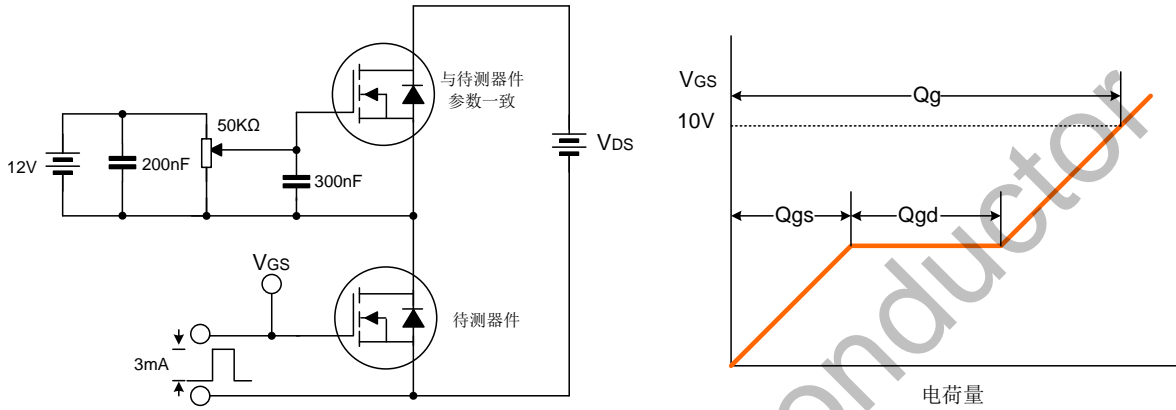 与待测器件
参数一致
50KΩ
12V
200nF
300nF
VDS
VGS
待测器件
3mA
VGS
Qg
10V
Qgs
Qgd
电荷量
onductor